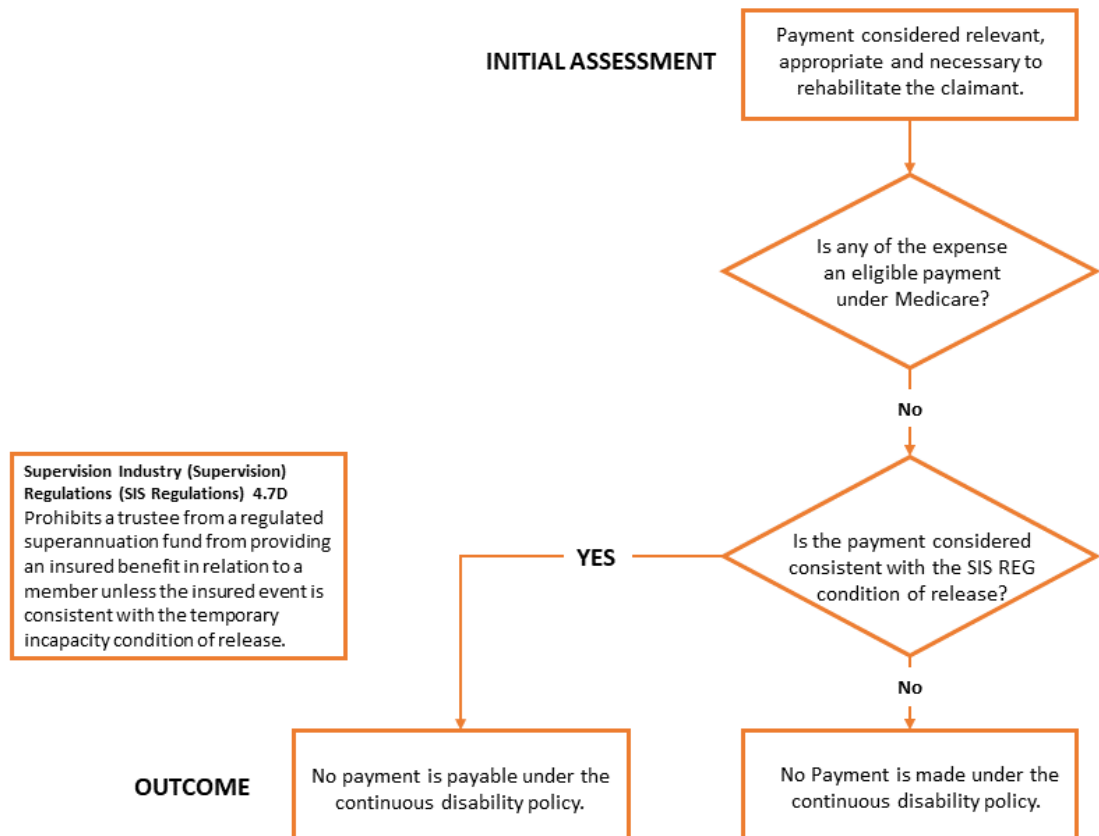 INITIAL ASSESSMENT
Payment considered relevant,
appropriate and necessary to
rehabilitate the claimant.
Is any of the expense
an eligible payment
under Medicare?
No
Supervision Industry (Supervision)
Regulations (SIS Regulations) 4.7D
Prohibits a trustee from a regulated
superannuation fund from providing
an insured benefit in relation to a
member unless the insured event is
consistent with the temporary
incapacity condition of release.
YES
Is the payment considered
consistent with the SIS REG
condition of release?
No
OUTCOME
No payment is payable under the
continuous disability policy.
No Payment is made under the
continuous disability policy.